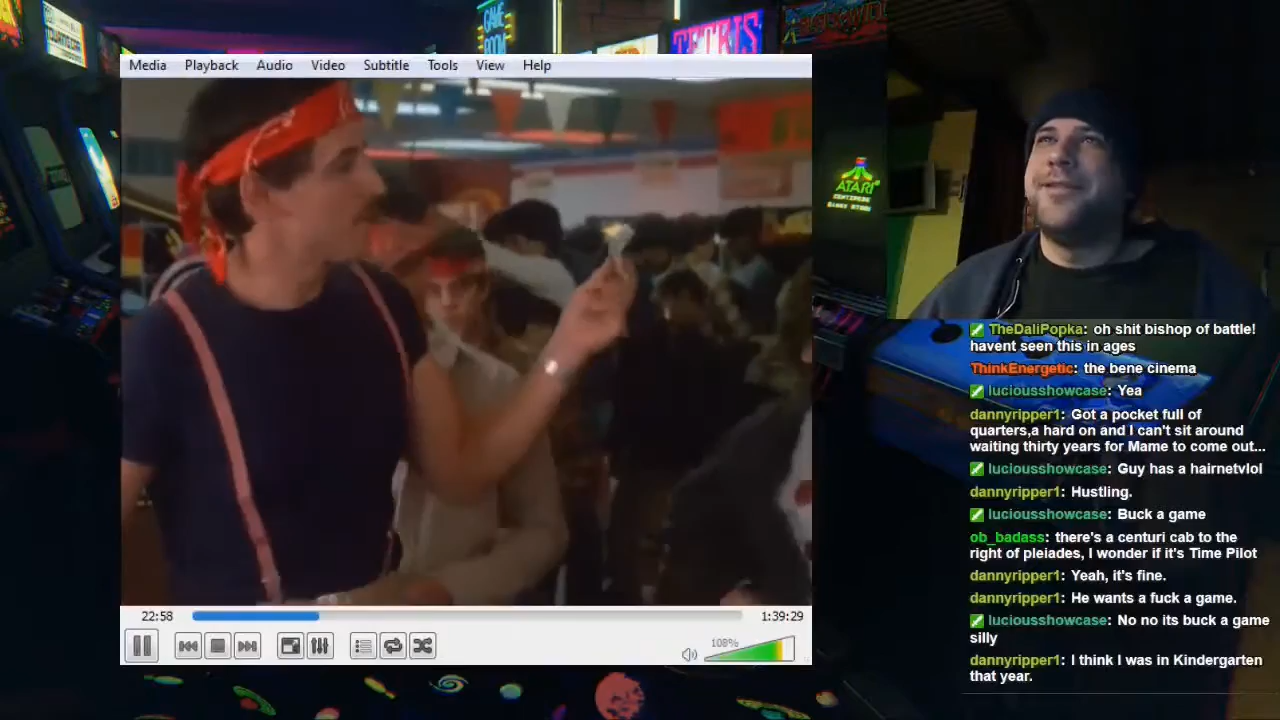 GAME
ROOM
TETRIS
Media Playback Audio Video Subtitle Tools View Help
ATARI
22:58
1:39:29
108%
TheDaliPopka: oh shit bishop of battle!
havent seen this in ages
ThinkEnergetic: the bene cinema
luciousshowcase: Yea
dannyripper1: Got a pocket full of
quarters,a hard on and I can't sit around
waiting thirty years for Mame to come out...
luciousshowcase: Guy has a hairnetvlol
dannyripper1: Hustling.
luciousshowcase: Buck a game
ob_badass: there's a centuri cab to the
right of pleiades, I wonder if it's Time Pilot
dannyripper1: Yeah, it's fine.
dannyripper1: He wants a fuck a game.
luciousshowcase: No no its buck a game
silly
dannyripper1: I think I was in Kindergarten
that year.